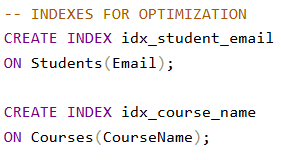 -- INDEXES FOR OPTIMIZATION
CREATE INDEX idx_student_email
ON Students(Email);
CREATE INDEX idx_course_name
ON Courses(CourseName);